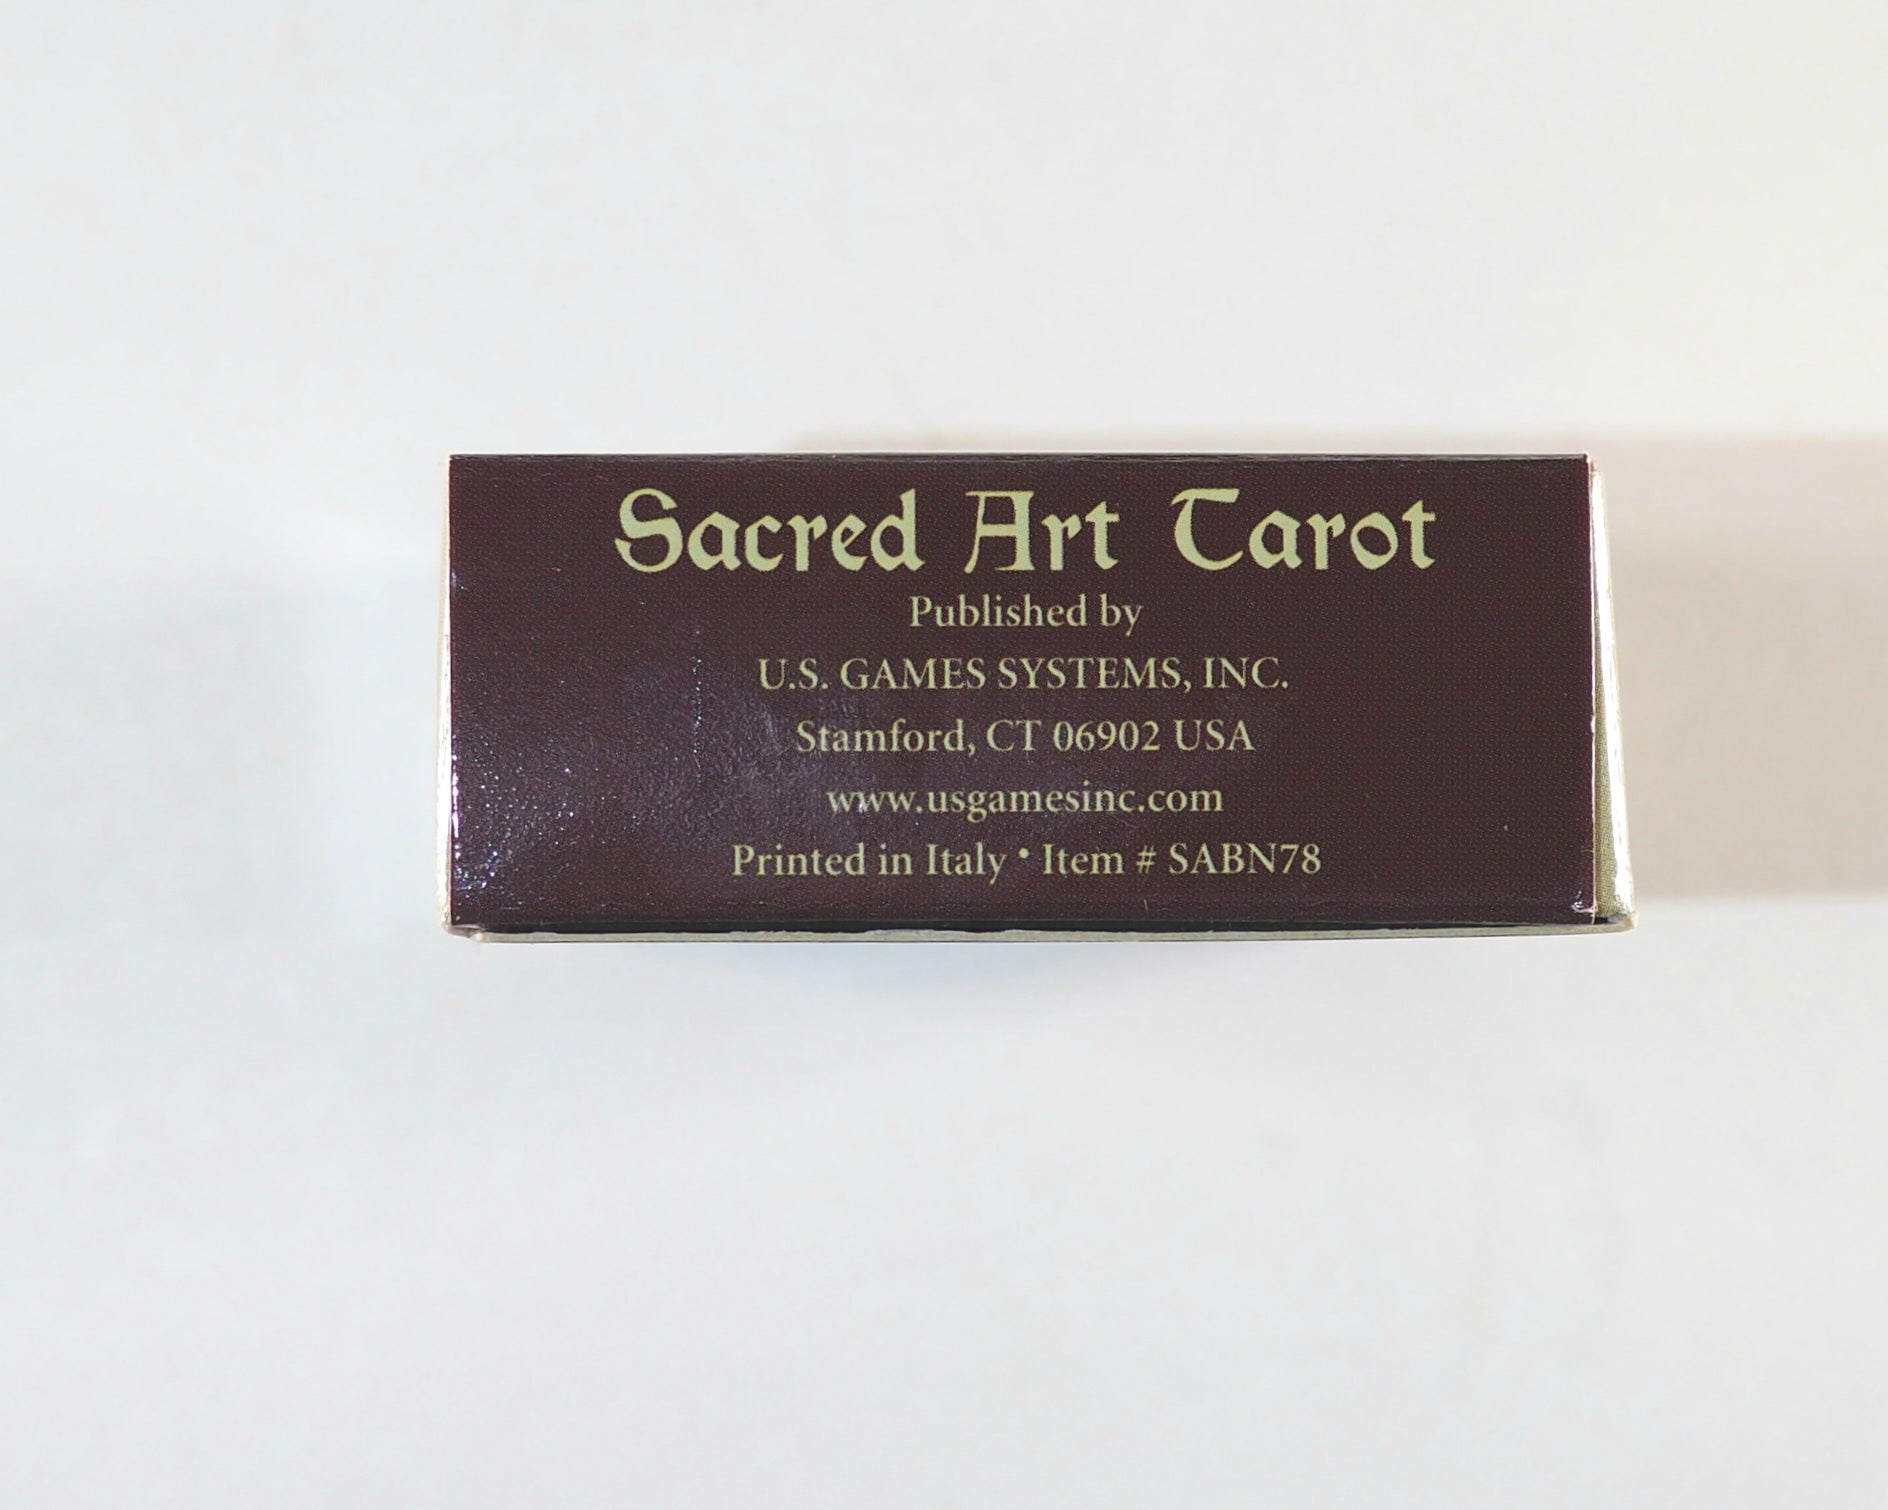 Sacred Art Tarot
Published by
U.S. GAMES SYSTEMS, INC.
Stamford, CT 06902 USA
www.usgamesinc.com
Printed in Italy • Item # SABN78